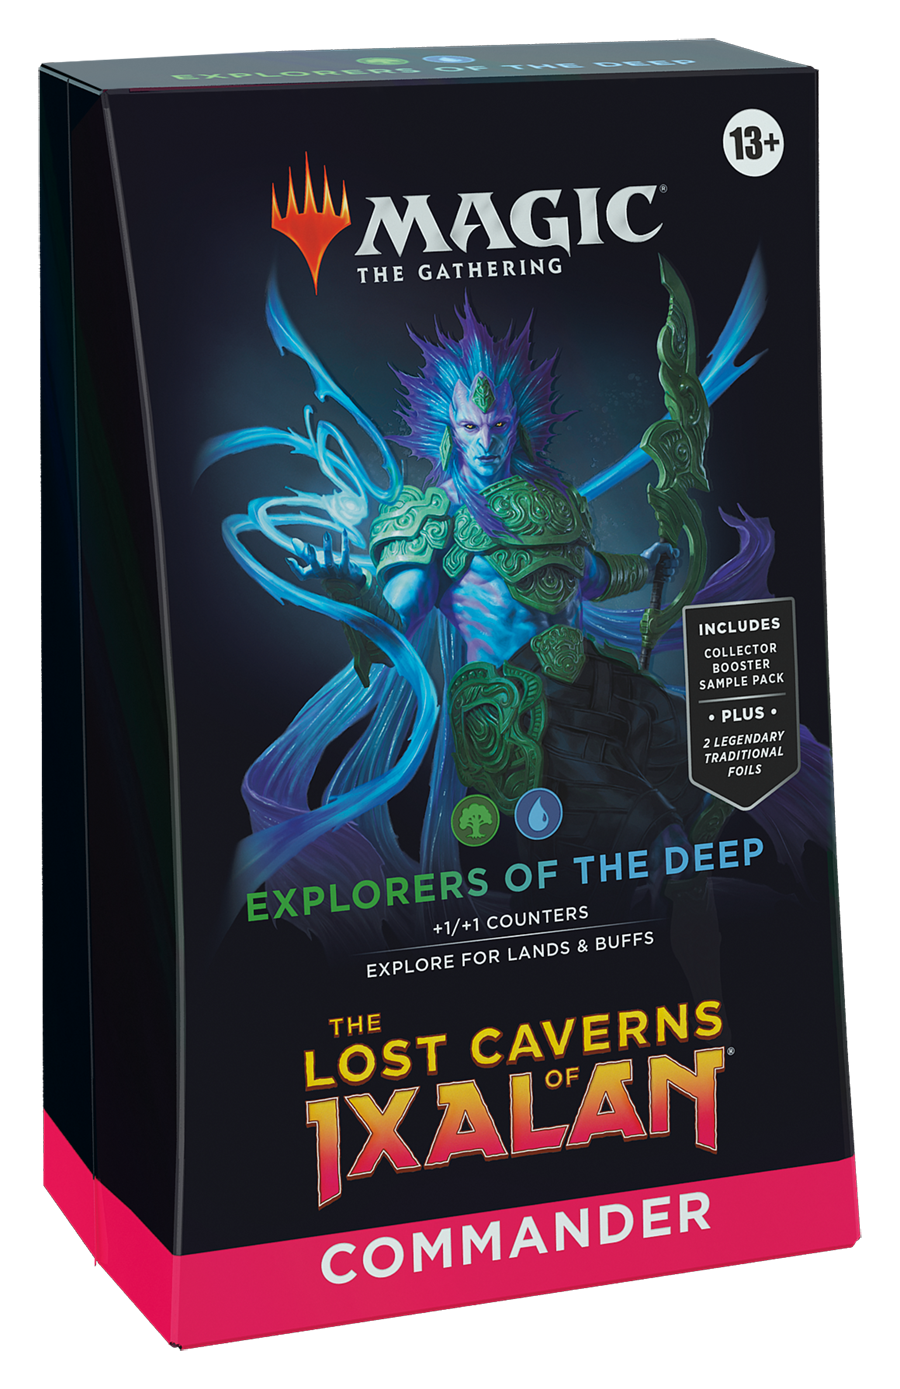 EXPLORERS OF THE DEEP
13+
MAGIC®
THE GATHERING
INCLUDES
COLLECTOR
BOOSTER
SAMPLE PACK
• PLUS •
2 LEGENDARY
TRADITIONAL
FOILS
EXPLORERS OF THE DEEP
+1/+1 COUNTERS
EXPLORE FOR LANDS & BUFFS
THE
LOST CAVERNS
OF
IXALAN®
COMMANDER